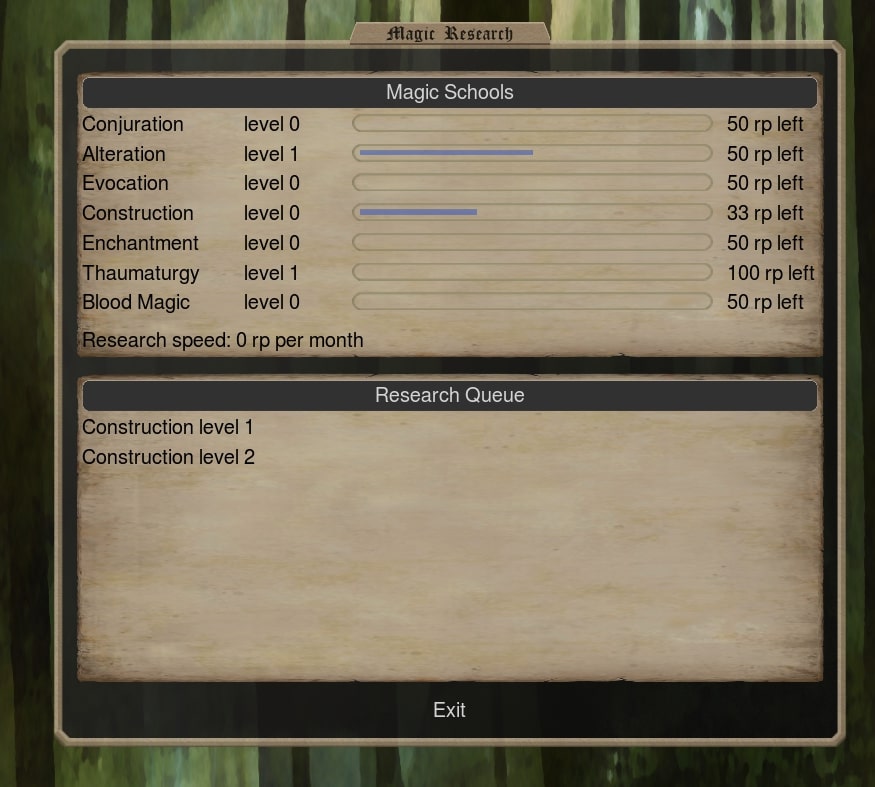 Magic Research
Magic Schools
Conjuration level 0 50 rp left
Alteration level 1 50 rp left
Evocation level 0 50 rp left
Construction level 0 33 rp left
Enchantment level 0 50 rp left
Thaumaturgy level 1 100 rp left
Blood Magic level 0 50 rp left
Research speed: 0 rp per month
Research Queue
Construction level 1
Construction level 2
Exit